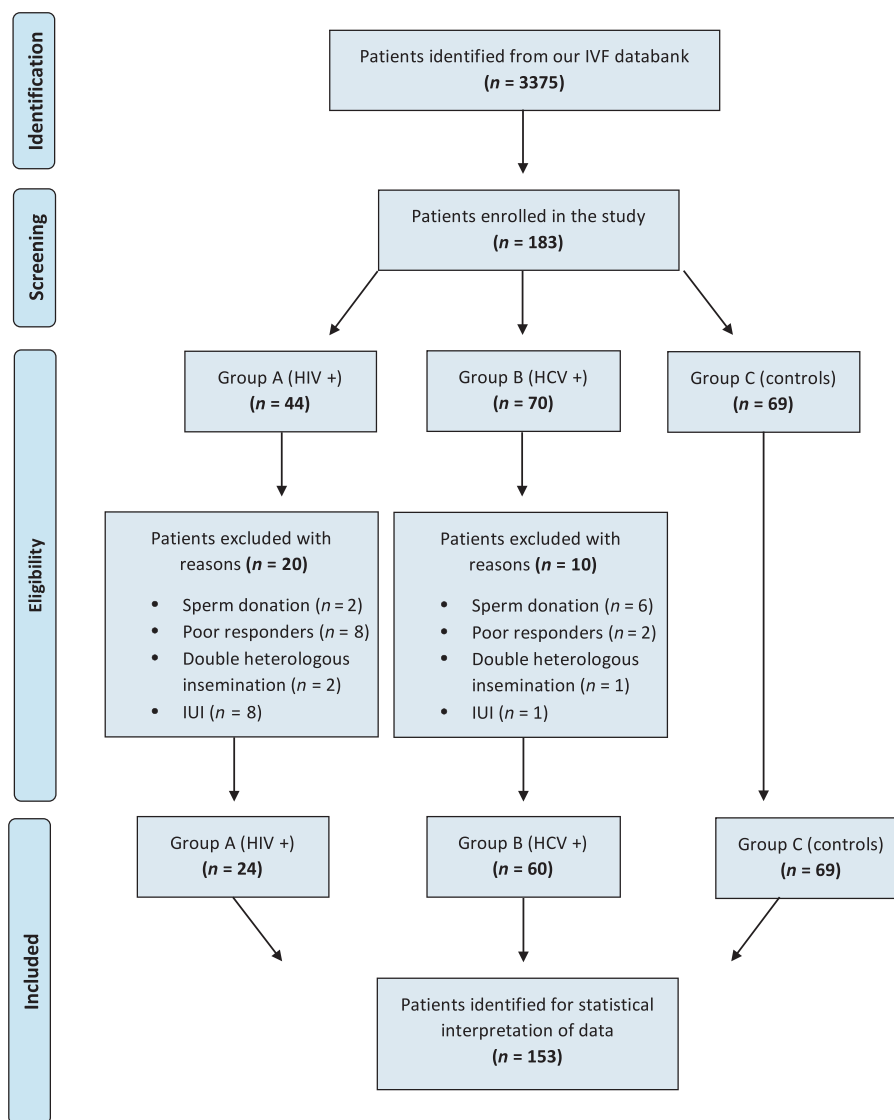 Identification
Patients identified from our IVF databank
(n = 3375)
Screening
Patients enrolled in the study
(n = 183)
Eligibility
Group A (HIV +)
(n = 44)
Group B (HCV +)
(n = 70)
Group C (controls)
(n = 69)
Patients excluded with
reasons (n = 20)
• Sperm donation (n = 2)
• Poor responders (n = 8)
• Double heterologous
insemination (n = 2)
• IUI (n = 8)
Patients excluded with
reasons (n = 10)
• Sperm donation (n = 6)
• Poor responders (n = 2)
• Double heterologous
insemination (n = 1)
• IUI (n = 1)
Included
Group A (HIV +)
(n = 24)
Group B (HCV +)
(n = 60)
Group C (controls)
(n = 69)
Patients identified for statistical
interpretation of data
(n = 153)